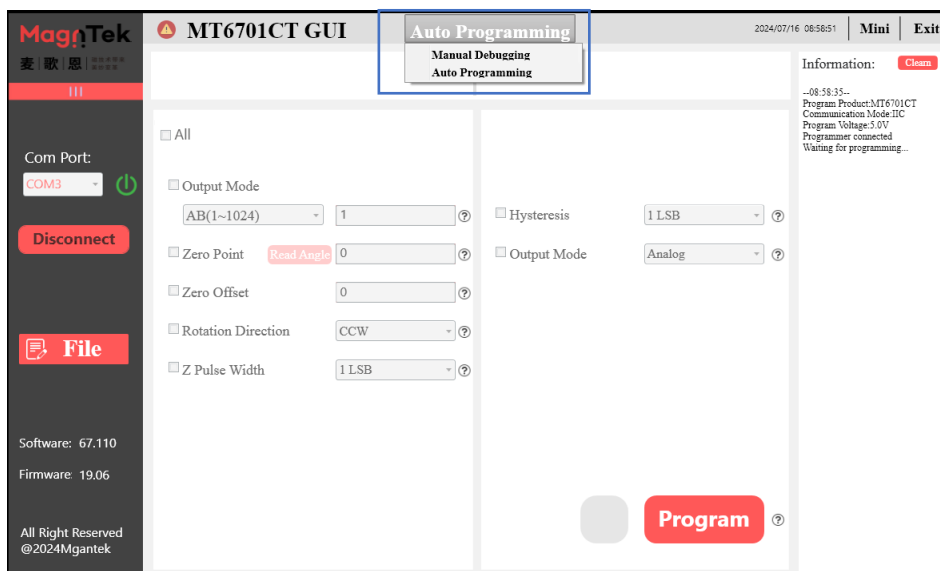 MagnTek
麦歌恩
III
Com Port:
COM3
Disconnect
File
Software: 67.110
Firmware: 19.06
All Right Reserved
@2024Mgantek
MT6701CT GUI
Auto Programming
Manual Debugging
Auto Programming
2024/07/16 08:58:51
Mini
Exit
All
Output Mode
AB(1~1024)
1
?
Zero Point
Read Angle
0
?
Zero Offset
0
?
Rotation Direction
CCW
?
Z Pulse Width
1 LSB
?
Hysteresis
1 LSB
?
Output Mode
Analog
?
Program
?
Information:
Clearn
--08:58:35--
Program Product:MT6701CT
Communication Mode:IIC
Program Voltage:5.0V
Programmer connected
Waiting for programming...